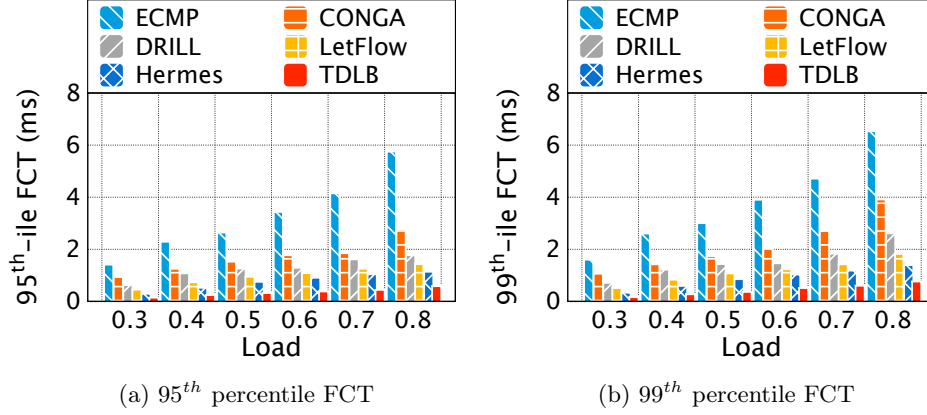 ECMP CONGA
DRILL LetFlow
Hermes TDLB
95th-ile FCT (ms)
8
6
4
2
0
0.3 0.4 0.5 0.6 0.7 0.8
Load
(a) 95th percentile FCT
ECMP CONGA
DRILL LetFlow
Hermes TDLB
99th-ile FCT (ms)
8
6
4
2
0
0.3 0.4 0.5 0.6 0.7 0.8
Load
(b) 99th percentile FCT